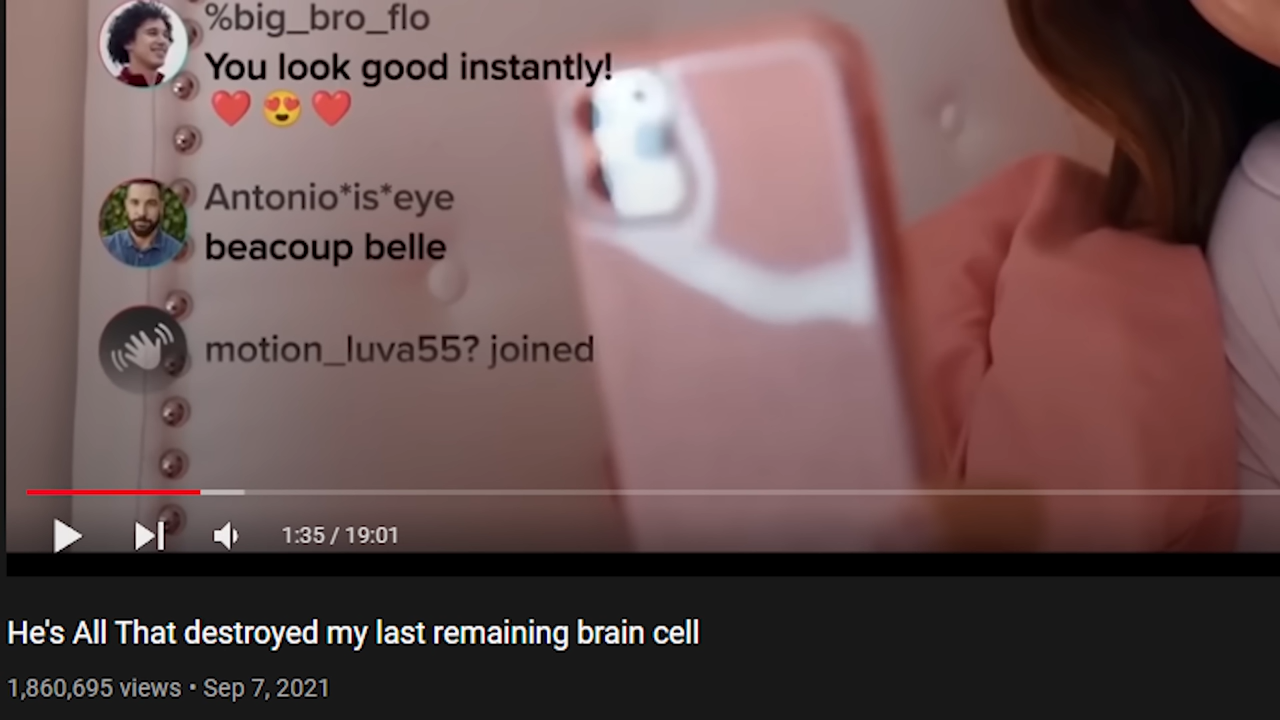 %big_bro_flo
You look good instantly!
❤️ 😍 ❤️
Antonio*is*eye
beacoup belle
motion_luva55? joined
1:35 / 19:01
He's All That destroyed my last remaining brain cell
1,860,695 views • Sep 7, 2021